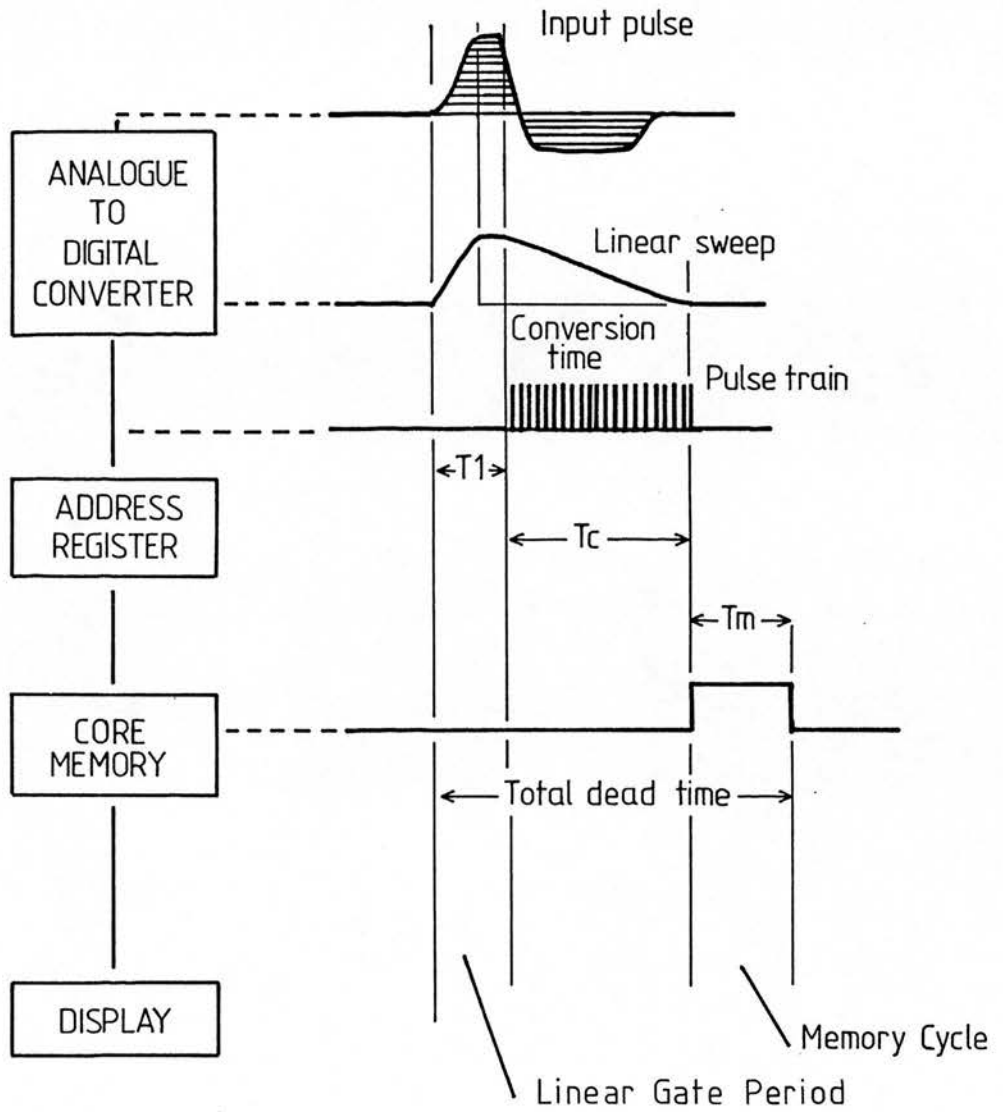 Input pulse
ANALOGUE
TO
DIGITAL
CONVERTER
Linear sweep
Conversion
time
Pulse train
T1
ADDRESS
REGISTER
Tc
Tm
CORE
MEMORY
Total dead time
DISPLAY
Memory Cycle
Linear Gate Period